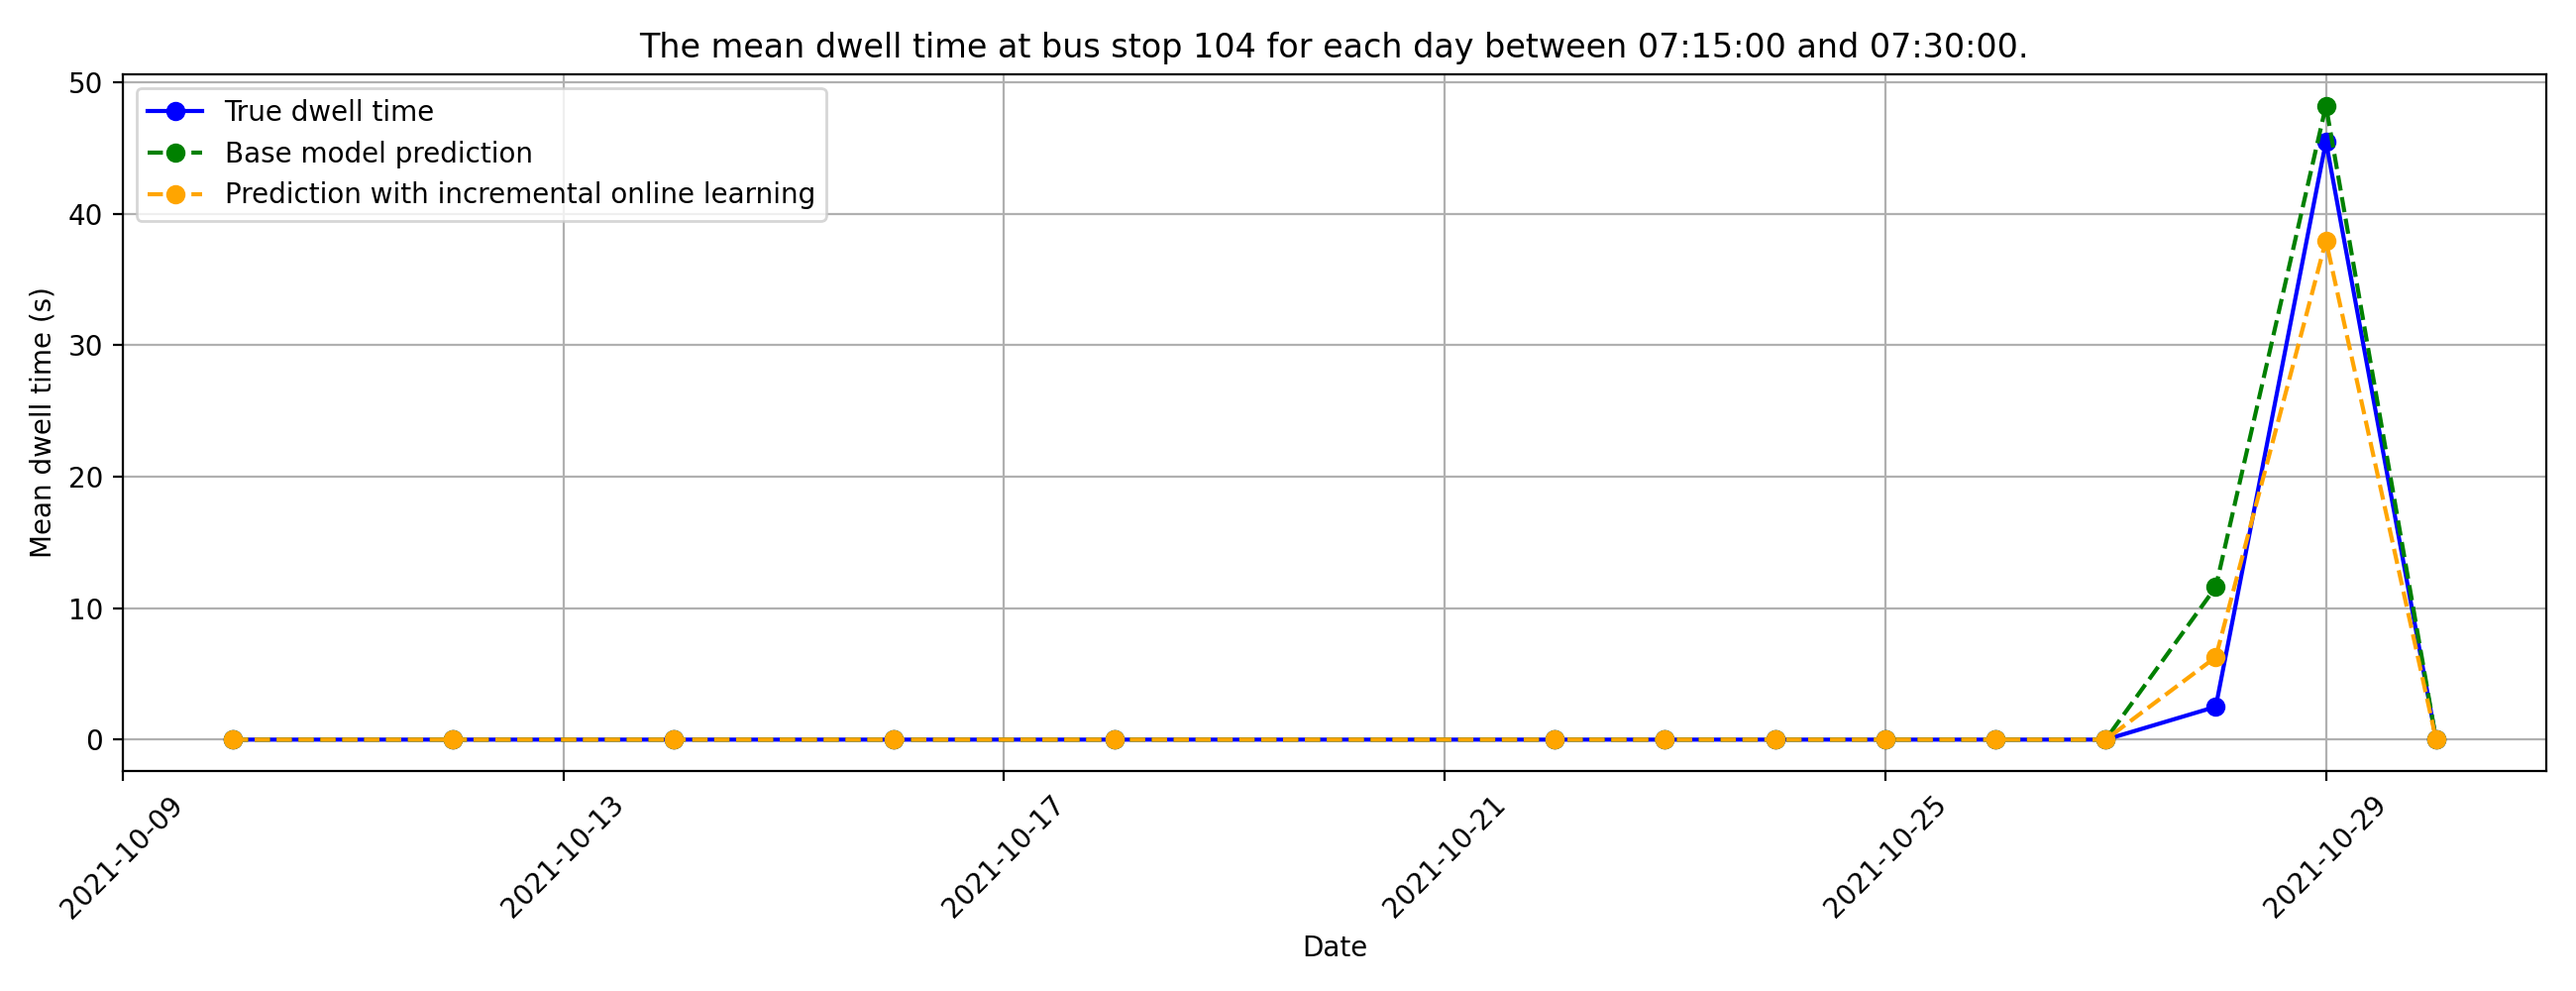 The mean dwell time at bus stop 104 for each day between 07:15:00 and 07:30:00.
True dwell time
Base model prediction
Prediction with incremental online learning
Mean dwell time (s)
50
40
30
20
10
0
2021-10-09
2021-10-13
2021-10-17
2021-10-21
2021-10-25
2021-10-29
Date